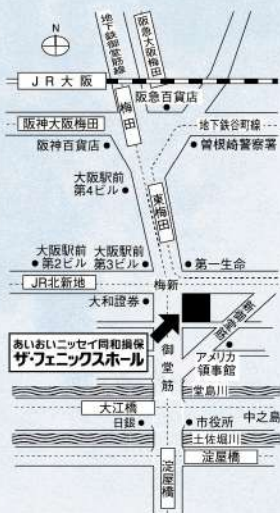 N
地下鉄御堂筋線
阪急大阪梅田
JR大阪
梅田
阪急百貨店
阪神大阪梅田
地下鉄谷町線
阪神百貨店
曽根崎警察署
大阪駅前
第4ビル
東梅田
大阪駅前
第2ビル
大阪駅前
第3ビル
第一生命
JR北新地
梅新
大和證券
新御堂筋
あいおいニッセイ同和損保
ザ・フェニックスホール
御堂筋
アメリカ
領事館
堂島川
大江橋
中之島
日銀
市役所
土佐堀川
淀屋橋
淀屋橋